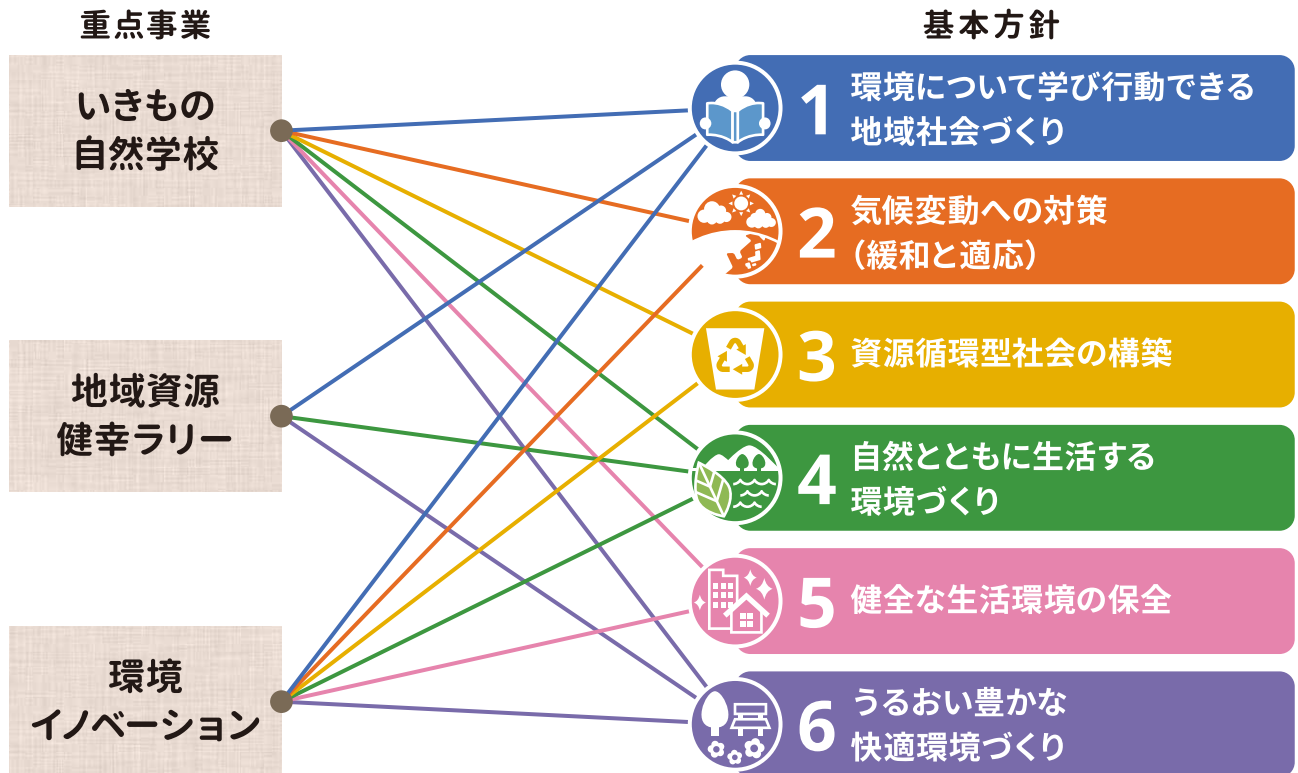 重点事業
いきもの
自然学校
地域資源
健幸ラリー
環境
イノベーション
基本方針
1 環境について学び行動できる
地域社会づくり
2 気候変動への対策
（緩和と適応）
3 資源循環型社会の構築
4 自然とともに生活する
環境づくり
5 健全な生活環境の保全
6 うるおい豊かな
快適環境づくり